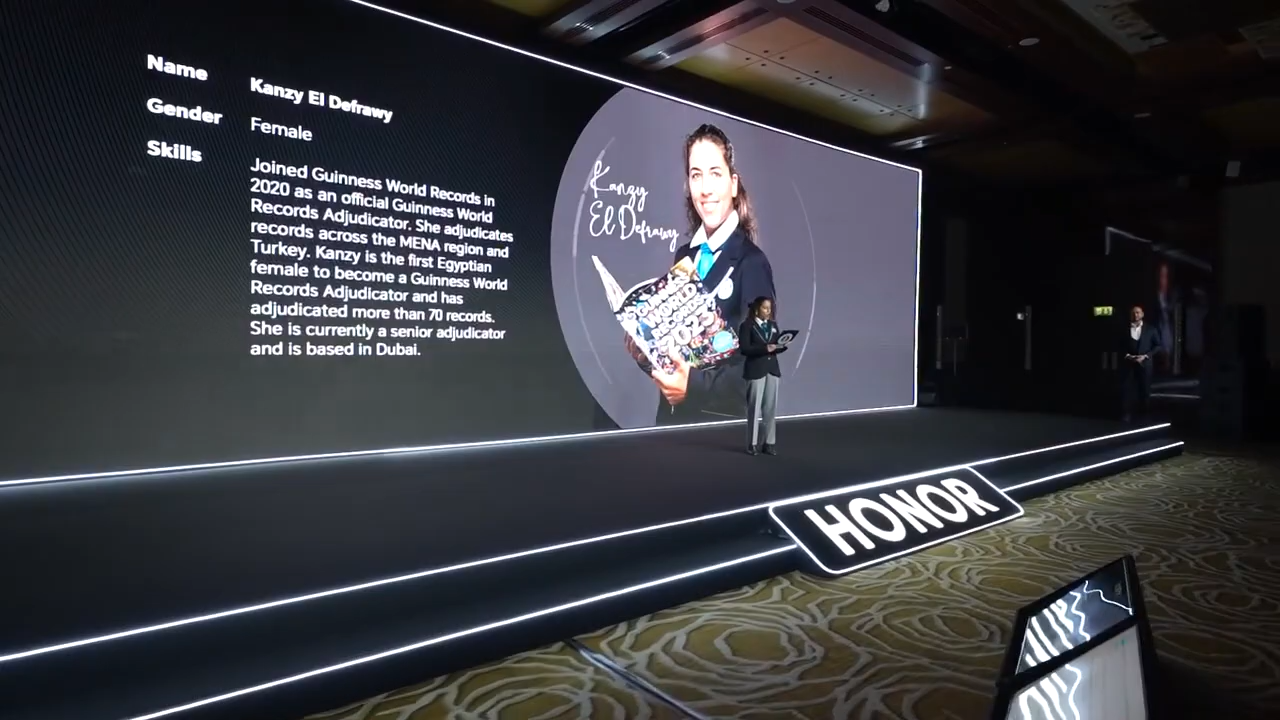 Name
Kanzy El Defrawy
Gender
Female
Skills
Joined Guinness World Records in
2020 as an official Guinness World
Records Adjudicator. She adjudicates
records across the MENA region and
Turkey. Kanzy is the first Egyptian
female to become a Guinness World
Records Adjudicator and has
adjudicated more than 70 records.
She is currently a senior adjudicator
and is based in Dubai.
Kanzy
El Defrawy
GUINNESS
WORLD
RECORDS
2023
HONOR